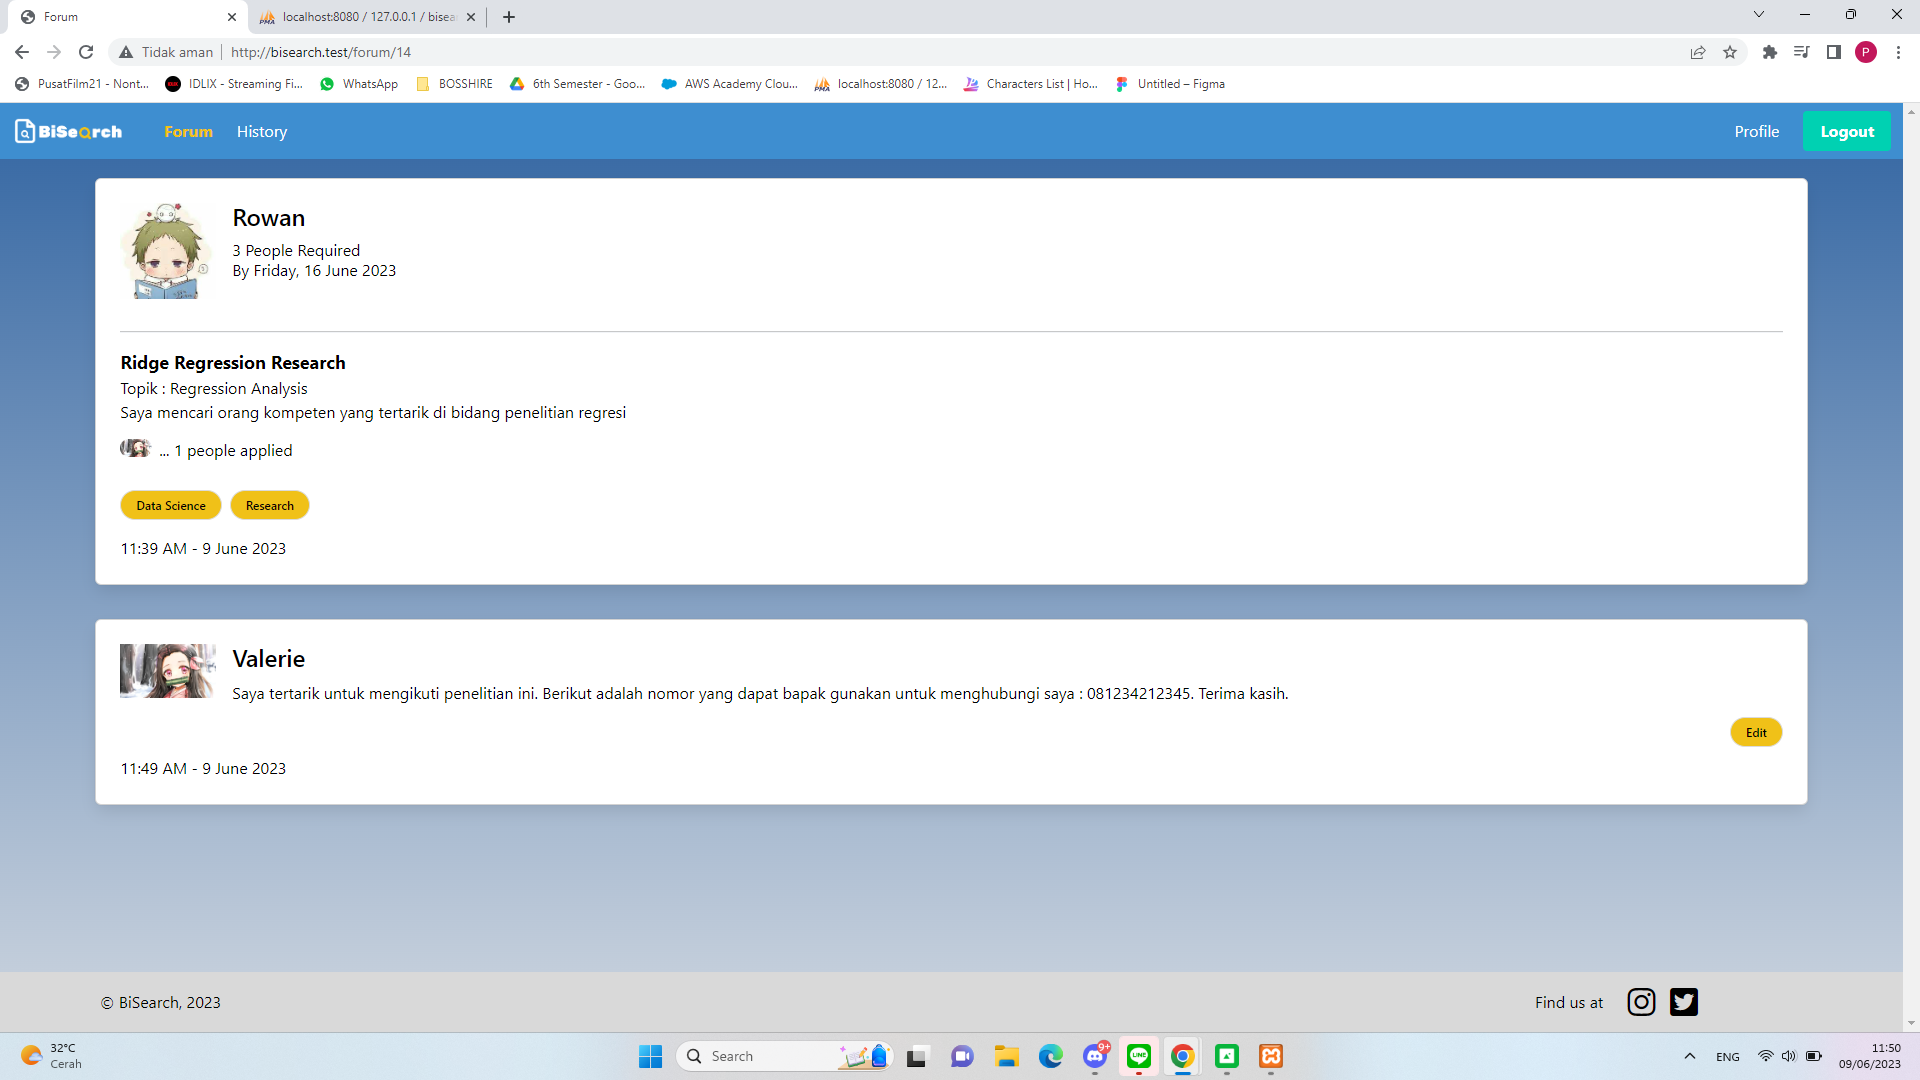 Forum
localhost:8080 / 127.0.0.1 / bisea
Tidak aman
http://bisearch.test/forum/14
P
PusatFilm21 - Nont...
IDLIX - Streaming Fi...
WhatsApp
BOSSHIRE
6th Semester - Goo...
AWS Academy Clou...
localhost:8080 / 12...
Characters List | Ho...
Untitled – Figma
BiSearch
Forum
History
Profile
Logout
Rowan
3 People Required
By Friday, 16 June 2023
Ridge Regression Research
Topik : Regression Analysis
Saya mencari orang kompeten yang tertarik di bidang penelitian regresi
... 1 people applied
Data Science
Research
11:39 AM - 9 June 2023
Valerie
Saya tertarik untuk mengikuti penelitian ini. Berikut adalah nomor yang dapat bapak gunakan untuk menghubungi saya : 081234212345. Terima kasih.
Edit
11:49 AM - 9 June 2023
© BiSearch, 2023
Find us at
32°C
Cerah
Search
9+
LINE
ENG
11:50
09/06/2023